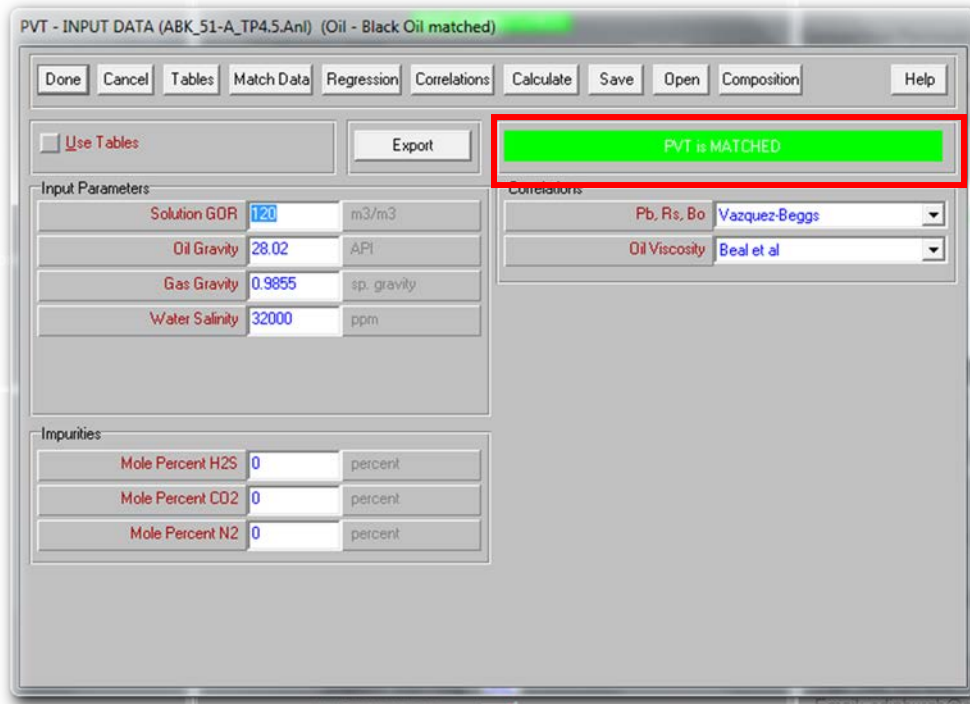 PVT - INPUT DATA (ABK_51-A_TP4.5.Anl) (Oil - Black Oil matched)
Done Cancel Tables Match Data Regression Correlations Calculate Save Open Composition Help
Use Tables Export PVT is MATCHED
Input Parameters
Solution GOR 120 m3/m3
Oil Gravity 28.02 API
Gas Gravity 0.9855 sp. gravity
Water Salinity 32000 ppm
Correlations
Pb, Rs, Bo Vazquez-Beggs
Oil Viscosity Beal et al
Impurities
Mole Percent H2S 0 percent
Mole Percent CO2 0 percent
Mole Percent N2 0 percent